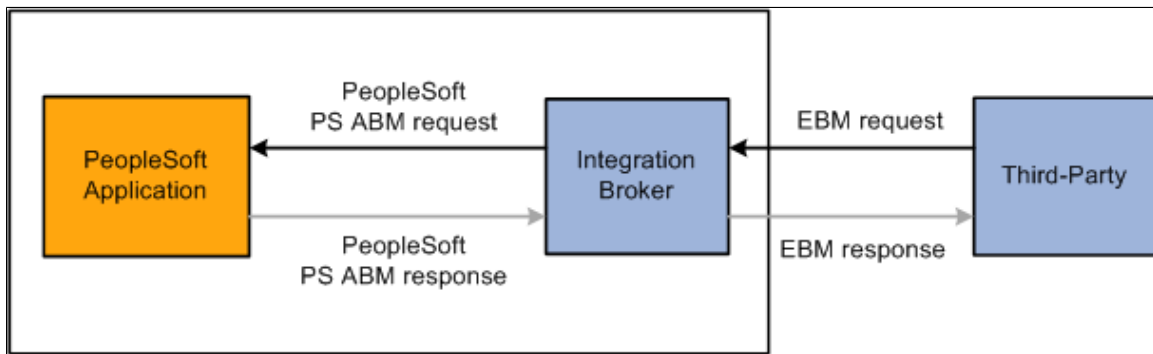 PeopleSoft
PS ABM request
EBM request
PeopleSoft
Application
Integration
Broker
Third-Party
PeopleSoft
PS ABM response
EBM response